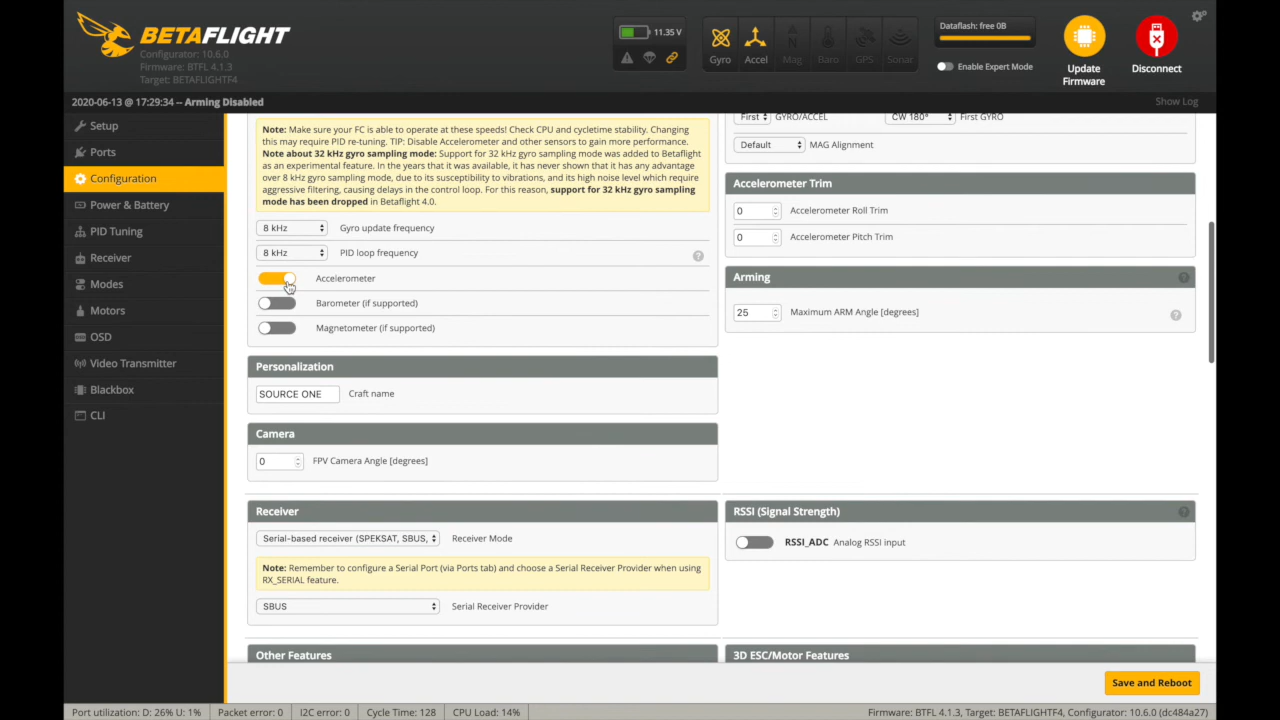 BETAFLIGHT
Configurator: 10.6.0
Firmware: BTFL 4.1.3
Target: BETAFLIGHTF4
11.35 V
Gyro
Accel
Mag
Baro
GPS
Sonar
Dataflash: free 0B
Enable Expert Mode
Update
Firmware
Disconnect
2020-06-13 @ 17:29:34 -- Arming Disabled
Show Log
Setup
Ports
Configuration
Power & Battery
PID Tuning
Receiver
Modes
Motors
OSD
Video Transmitter
Blackbox
CLI
Note: Make sure your FC is able to operate at these speeds! Check CPU and cycletime stability. Changing
this may require PID re-tuning. TIP: Disable Accelerometer and other sensors to gain more performance.
Note about 32 kHz gyro sampling mode: Support for 32 kHz gyro sampling mode was added to Betaflight
as an experimental feature. In the year that it was available, it has never shown that it has any advantage
over 8 kHz gyro sampling mode, due to its susceptibility to vibrations, and its high noise level which require
aggressive filtering, causing delays in the control loop. For this reason, support for 32 kHz gyro sampling
mode has been dropped in Betaflight 4.0.
8 kHz Gyro update frequency
8 kHz PID loop frequency
Accelerometer
Barometer (if supported)
Magnetometer (if supported)
Personalization
SOURCE ONE Craft name
Camera
0 FPV Camera Angle [degrees]
Receiver
Serial-based receiver (SPEKSAT, SBUS, Receiver Mode
Note: Remember to configure a Serial Port (via Ports tab) and choose a Serial Receiver Provider when using
RX_SERIAL feature.
SBUS Serial Receiver Provider
Other Features
First GYRO/ACCEL CW 180° First GYRO
Default MAG Alignment
Accelerometer Trim
0 Accelerometer Roll Trim
0 Accelerometer Pitch Trim
Arming
25 Maximum ARM Angle [degrees]
RSSI (Signal Strength)
RSSI_ADC Analog RSSI input
3D ESC/Motor Features
Save and Reboot
Port utilization: D: 26% U: 1% Packet error: 0 I2C error: 0 Cycle Time: 128 CPU Load: 14% Firmware: BTFL 4.1.3, Target: BETAFLIGHTF4, Configurator: 10.6.0 (dc484a27)